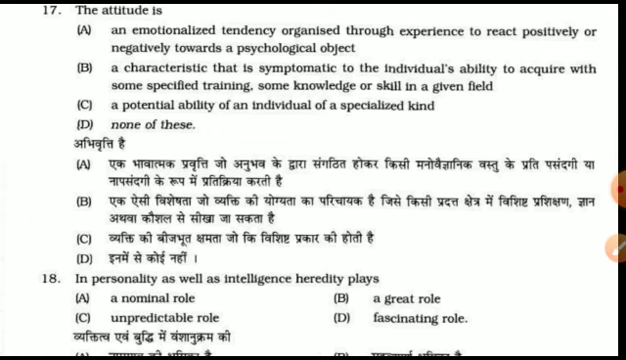 17. The attitude is
(A) an emotionalized tendency organised through experience to react positively or
negatively towards a psychological object
(B) a characteristic that is symptomatic to the individual's ability to acquire with
some specified training, some knowledge or skill in a given field
(C) a potential ability of an individual of a specialized kind
(D) none of these.
अभिवृत्ति है
(A) एक भावात्मक प्रवृत्ति जो अनुभव के द्वारा संगठित होकर किसी मनोवैज्ञानिक वस्तु के प्रति पसंदगी या
नापसंदगी के रूप में प्रतिक्रिया करती है
(B) एक ऐसी विशेषता जो व्यक्ति की योग्यता का परिचायक है जिसे किसी प्रदत्त क्षेत्र में विशिष्ट प्रशिक्षण, ज्ञान
अथवा कौशल से सीखा जा सकता है
(C) व्यक्ति की बीजभूत क्षमता जो कि विशिष्ट प्रकार की होती है
(D) इनमें से कोई नहीं ।
18. In personality as well as intelligence heredity plays
(A) a nominal role (B) a great role
(C) unpredictable role (D) fascinating role.
व्यक्तित्व एवं बुद्धि में वंशानुक्रम की